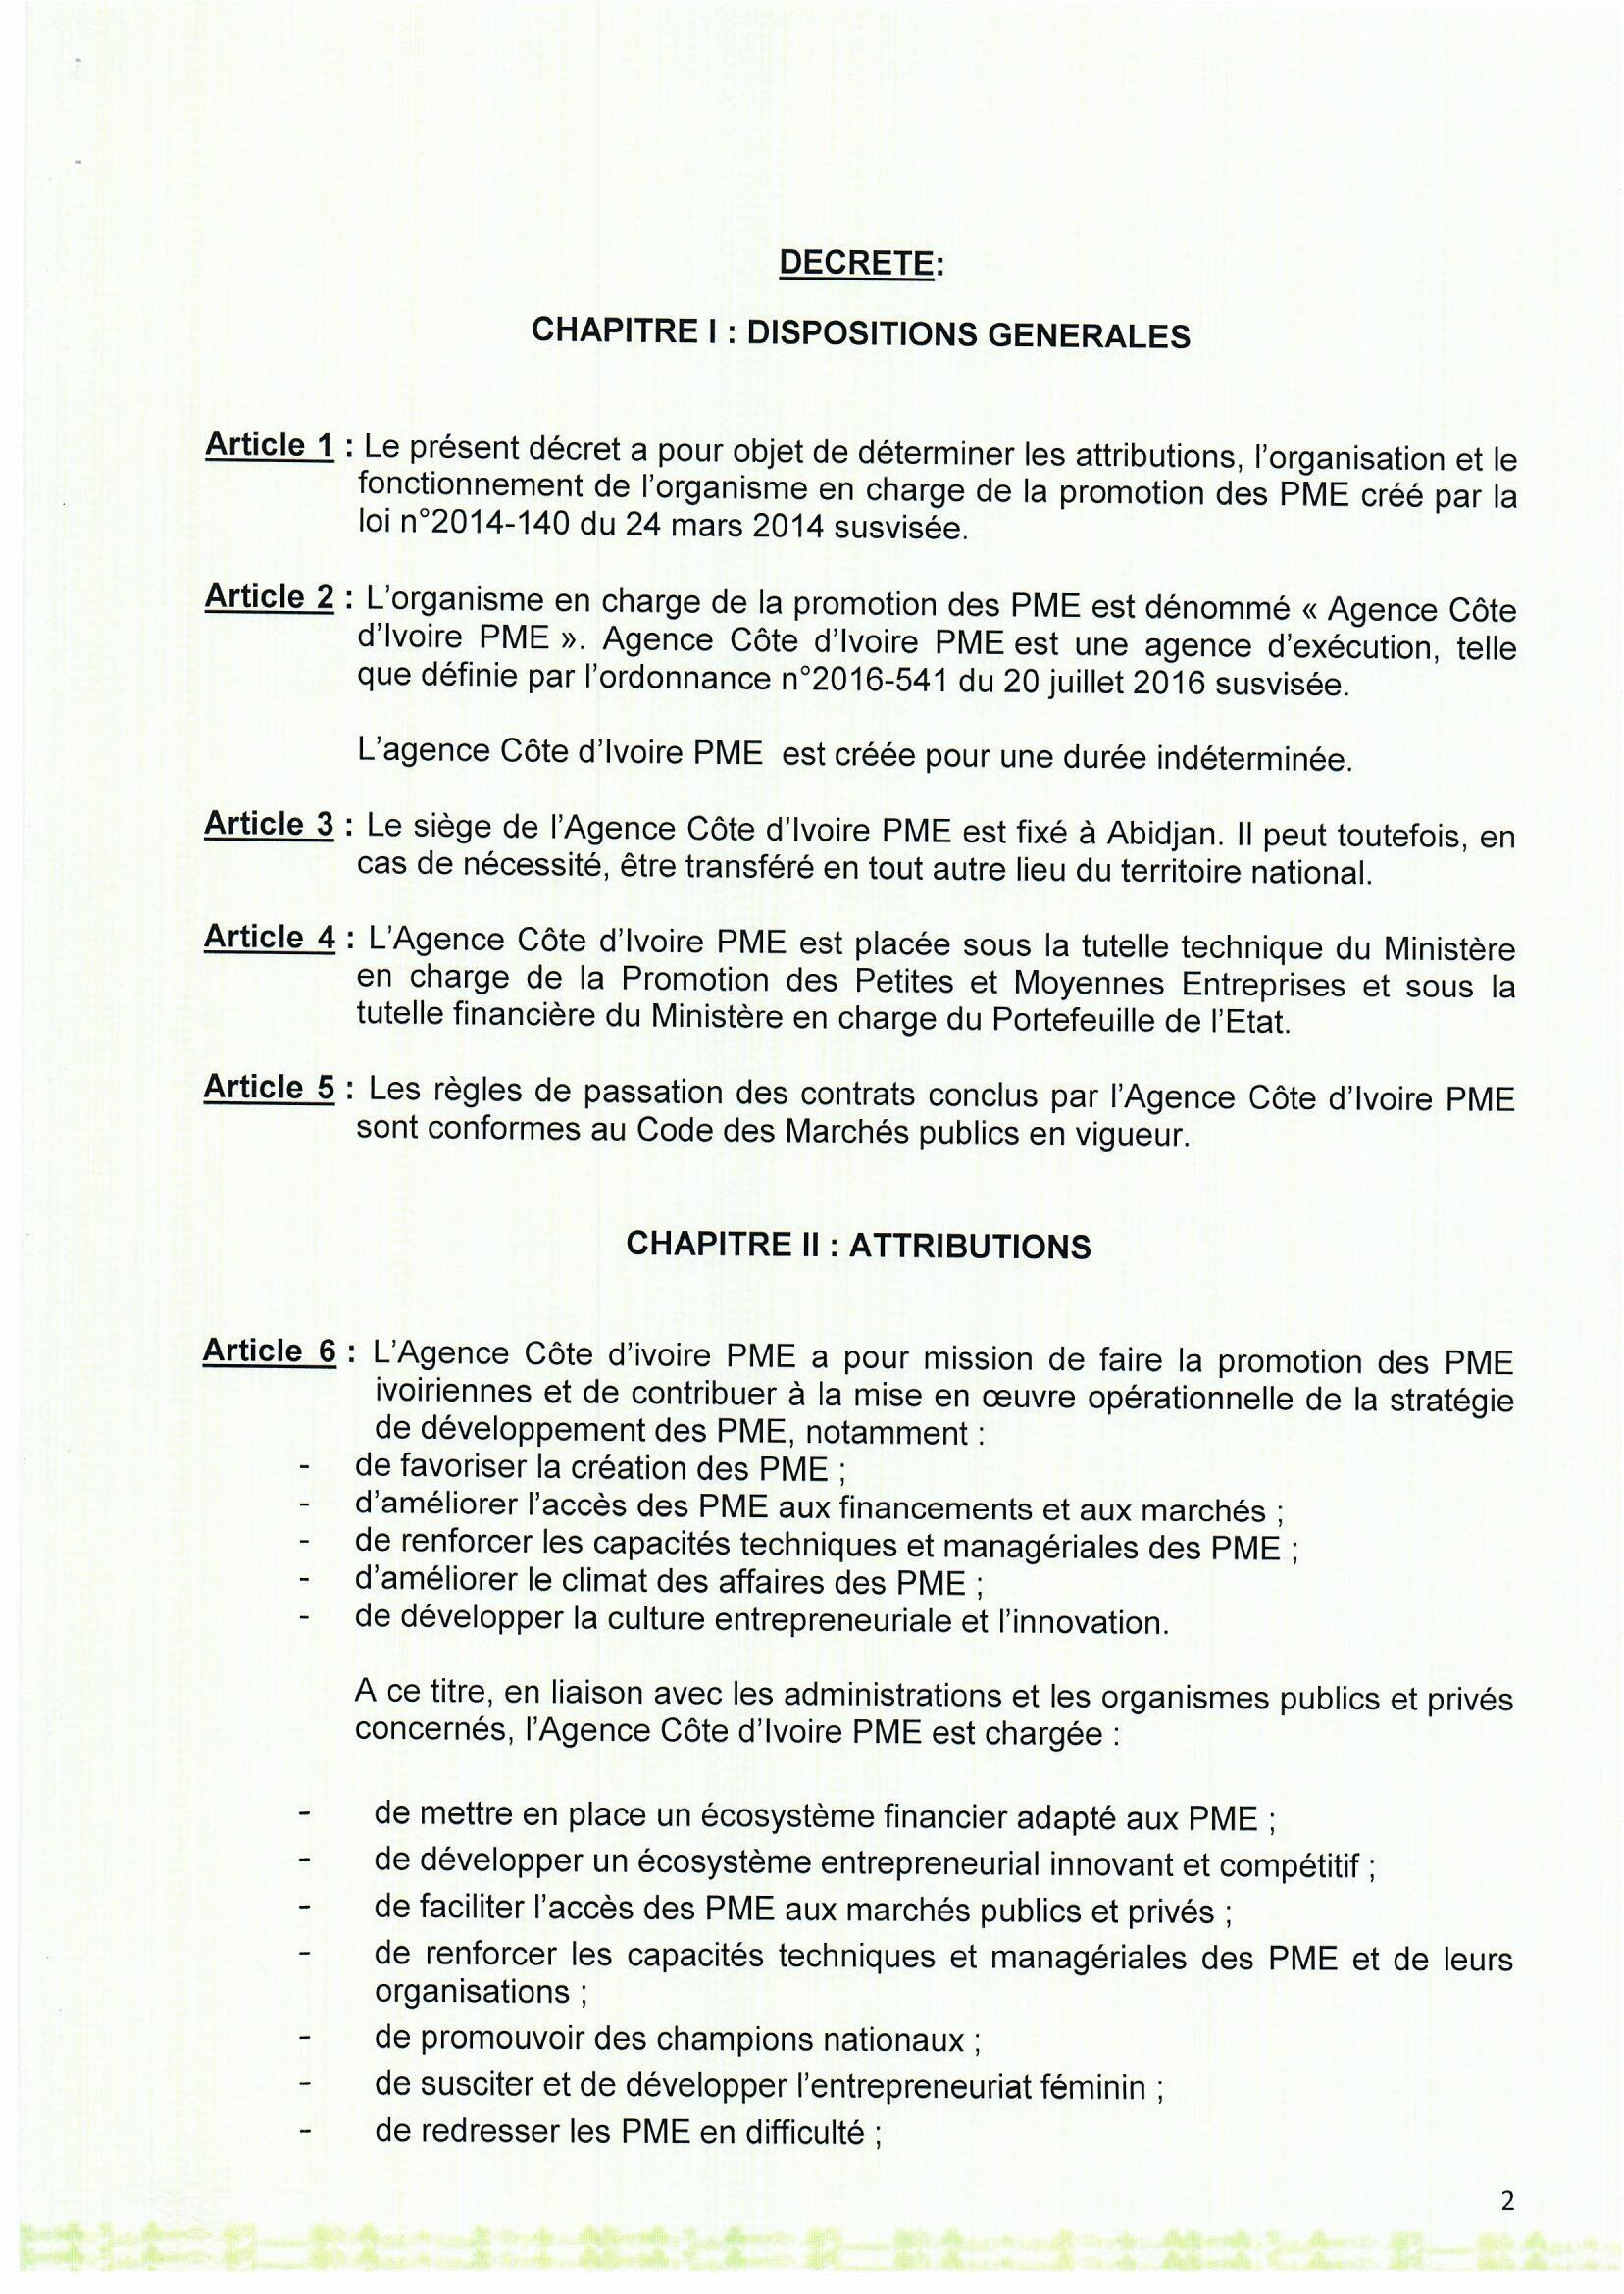 DECRETE:
CHAPITRE I : DISPOSITIONS GENERALES
Article 1 : Le présent décret a pour objet de déterminer les attributions, l'organisation et le
fonctionnement de l'organisme en charge de la promotion des PME créé par la
loi n°2014-140 du 24 mars 2014 susvisée.
Article 2 : L'organisme en charge de la promotion des PME est dénommé « Agence Côte
d'Ivoire PME ». Agence Côte d'Ivoire PME est une agence d'exécution, telle
que définie par l'ordonnance n°2016-541 du 20 juillet 2016 susvisée.
L'agence Côte d'Ivoire PME est créée pour une durée indéterminée.
Article 3 : Le siège de l'Agence Côte d'Ivoire PME est fixé à Abidjan. Il peut toutefois, en
cas de nécessité, être transféré en tout autre lieu du territoire national.
Article 4 : L'Agence Côte d'Ivoire PME est placée sous la tutelle technique du Ministère
en charge de la Promotion des Petites et Moyennes Entreprises et sous la
tutelle financière du Ministère en charge du Portefeuille de l'Etat.
Article 5 : Les règles de passation des contrats conclus par l'Agence Côte d'Ivoire PME
sont conformes au Code des Marchés publics en vigueur.
CHAPITRE II : ATTRIBUTIONS
Article 6 : L'Agence Côte d'ivoire PME a pour mission de faire la promotion des PME
ivoiriennes et de contribuer à la mise en œuvre opérationnelle de la stratégie
de développement des PME, notamment :
- de favoriser la création des PME ;
- d'améliorer l'accès des PME aux financements et aux marchés ;
- de renforcer les capacités techniques et managériales des PME ;
- d'améliorer le climat des affaires des PME ;
- de développer la culture entrepreneuriale et l'innovation.
A ce titre, en liaison avec les administrations et les organismes publics et privés
concernés, l'Agence Côte d'Ivoire PME est chargée :
- de mettre en place un écosystème financier adapté aux PME ;
- de développer un écosystème entrepreneurial innovant et compétitif ;
- de faciliter l'accès des PME aux marchés publics et privés ;
- de renforcer les capacités techniques et managériales des PME et de leurs
organisations ;
- de promouvoir des champions nationaux ;
- de susciter et de développer l'entrepreneuriat féminin ;
- de redresser les PME en difficulté ;
2